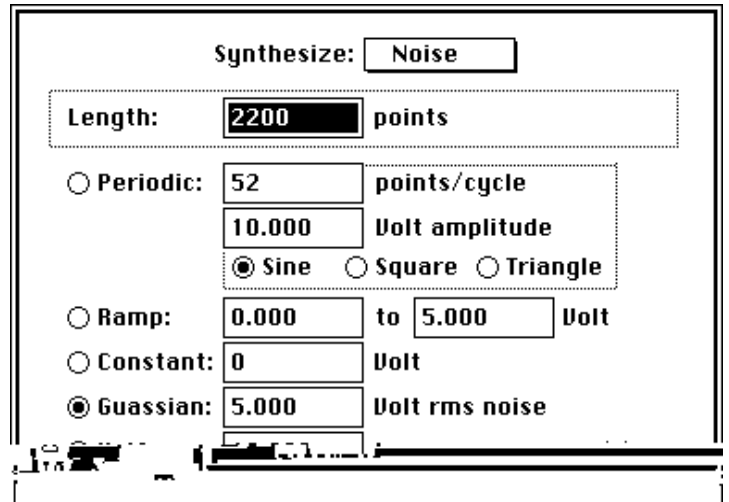 Synthesize: Noise
Length: 2200 points
Periodic: 52 points/cycle
10.000 Volt amplitude
Sine Square Triangle
Ramp: 0.000 to 5.000 Volt
Constant: 0 Volt
Guassian: 5.000 Volt rms noise